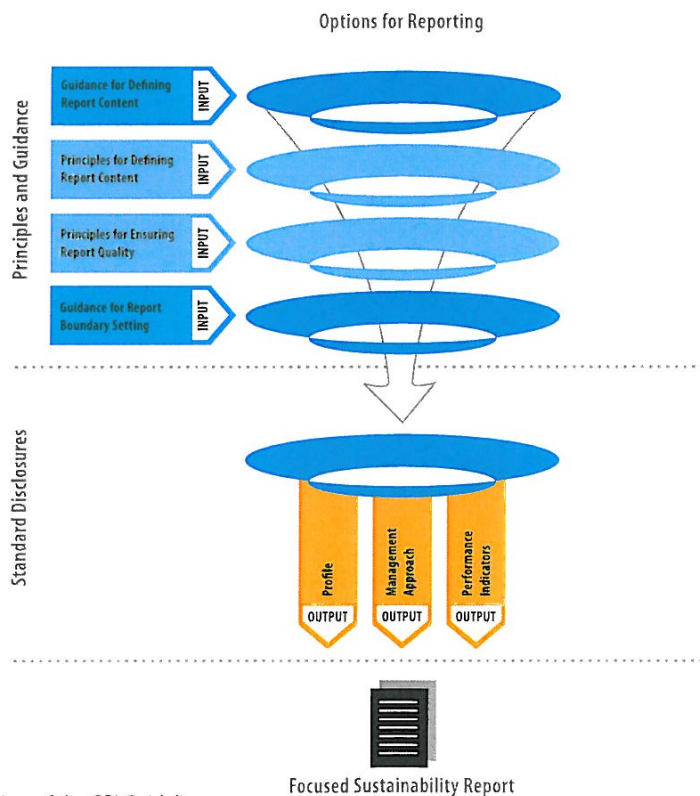 Options for Reporting
Principles and Guidance
Guidance for Defining
Report Content
INPUT
Principles for Defining
Report Content
INPUT
Principles for Ensuring
Report Quality
INPUT
Guidance for Report
Boundary Setting
INPUT
Standard Disclosures
Profile
OUTPUT
Management
Approach
OUTPUT
Performance
Indicators
OUTPUT
Focused Sustainability Report